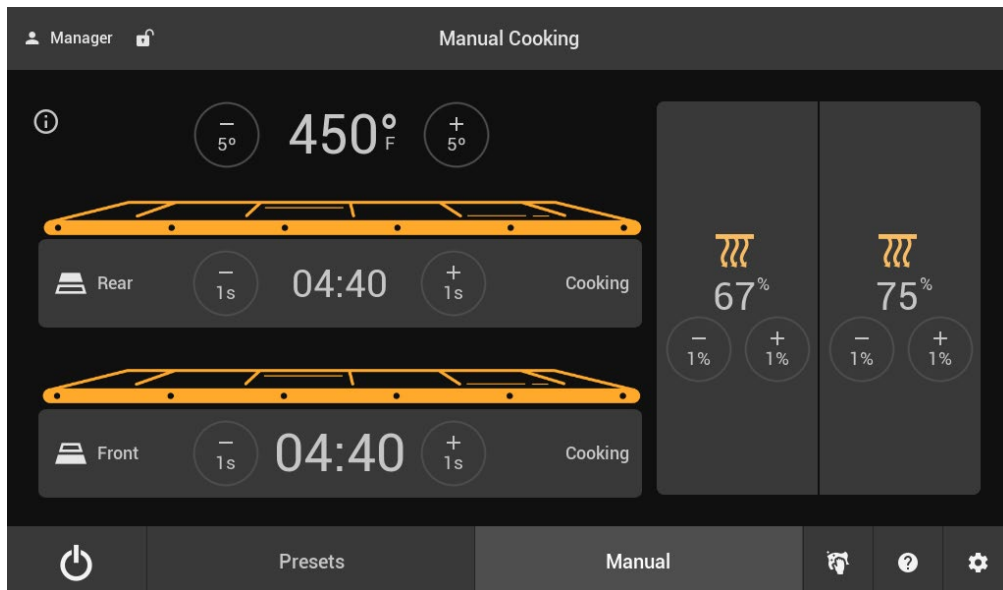 Manager
Manual Cooking
− 5°
450°F
+ 5°
Rear
− 1s
04:40
+ 1s
Cooking
Front
− 1s
04:40
+ 1s
Cooking
67%
− 1%
+ 1%
75%
− 1%
+ 1%
Presets
Manual